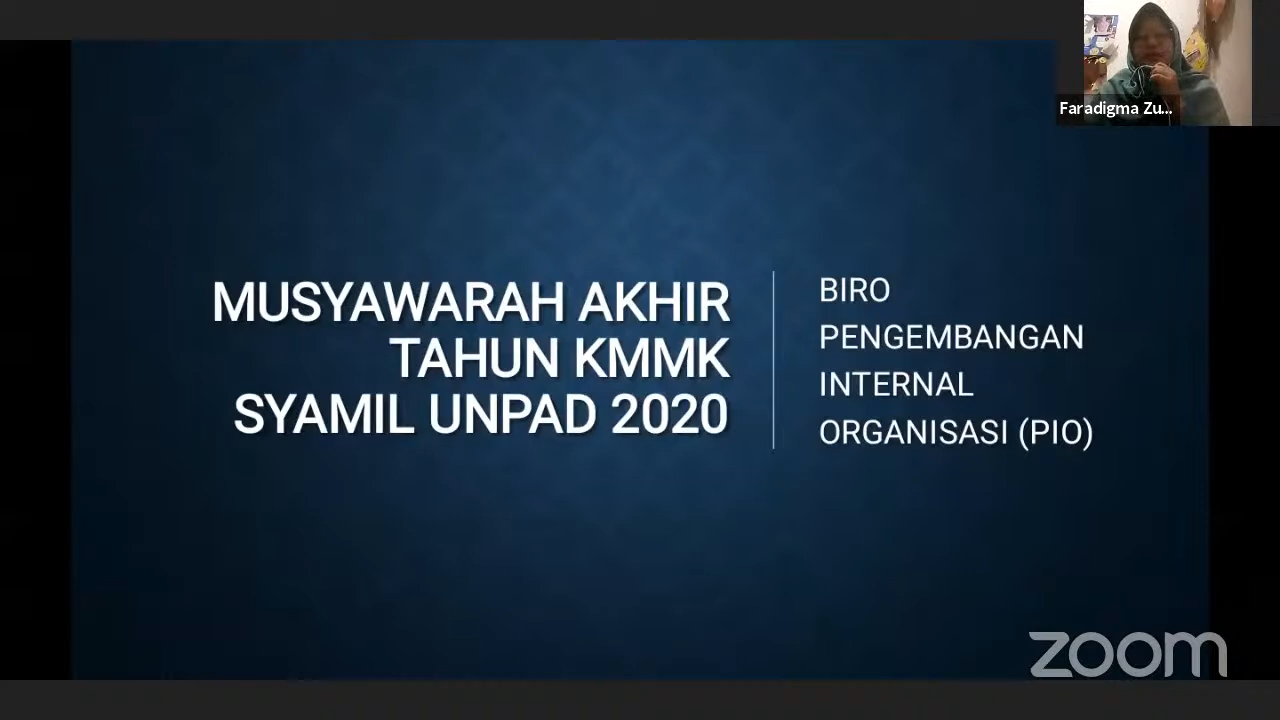 Faradigma Zu...
MUSYAWARAH AKHIR
TAHUN KMMK
SYAMIL UNPAD 2020
BIRO
PENGEMBANGAN
INTERNAL
ORGANISASI (PIO)
zoom